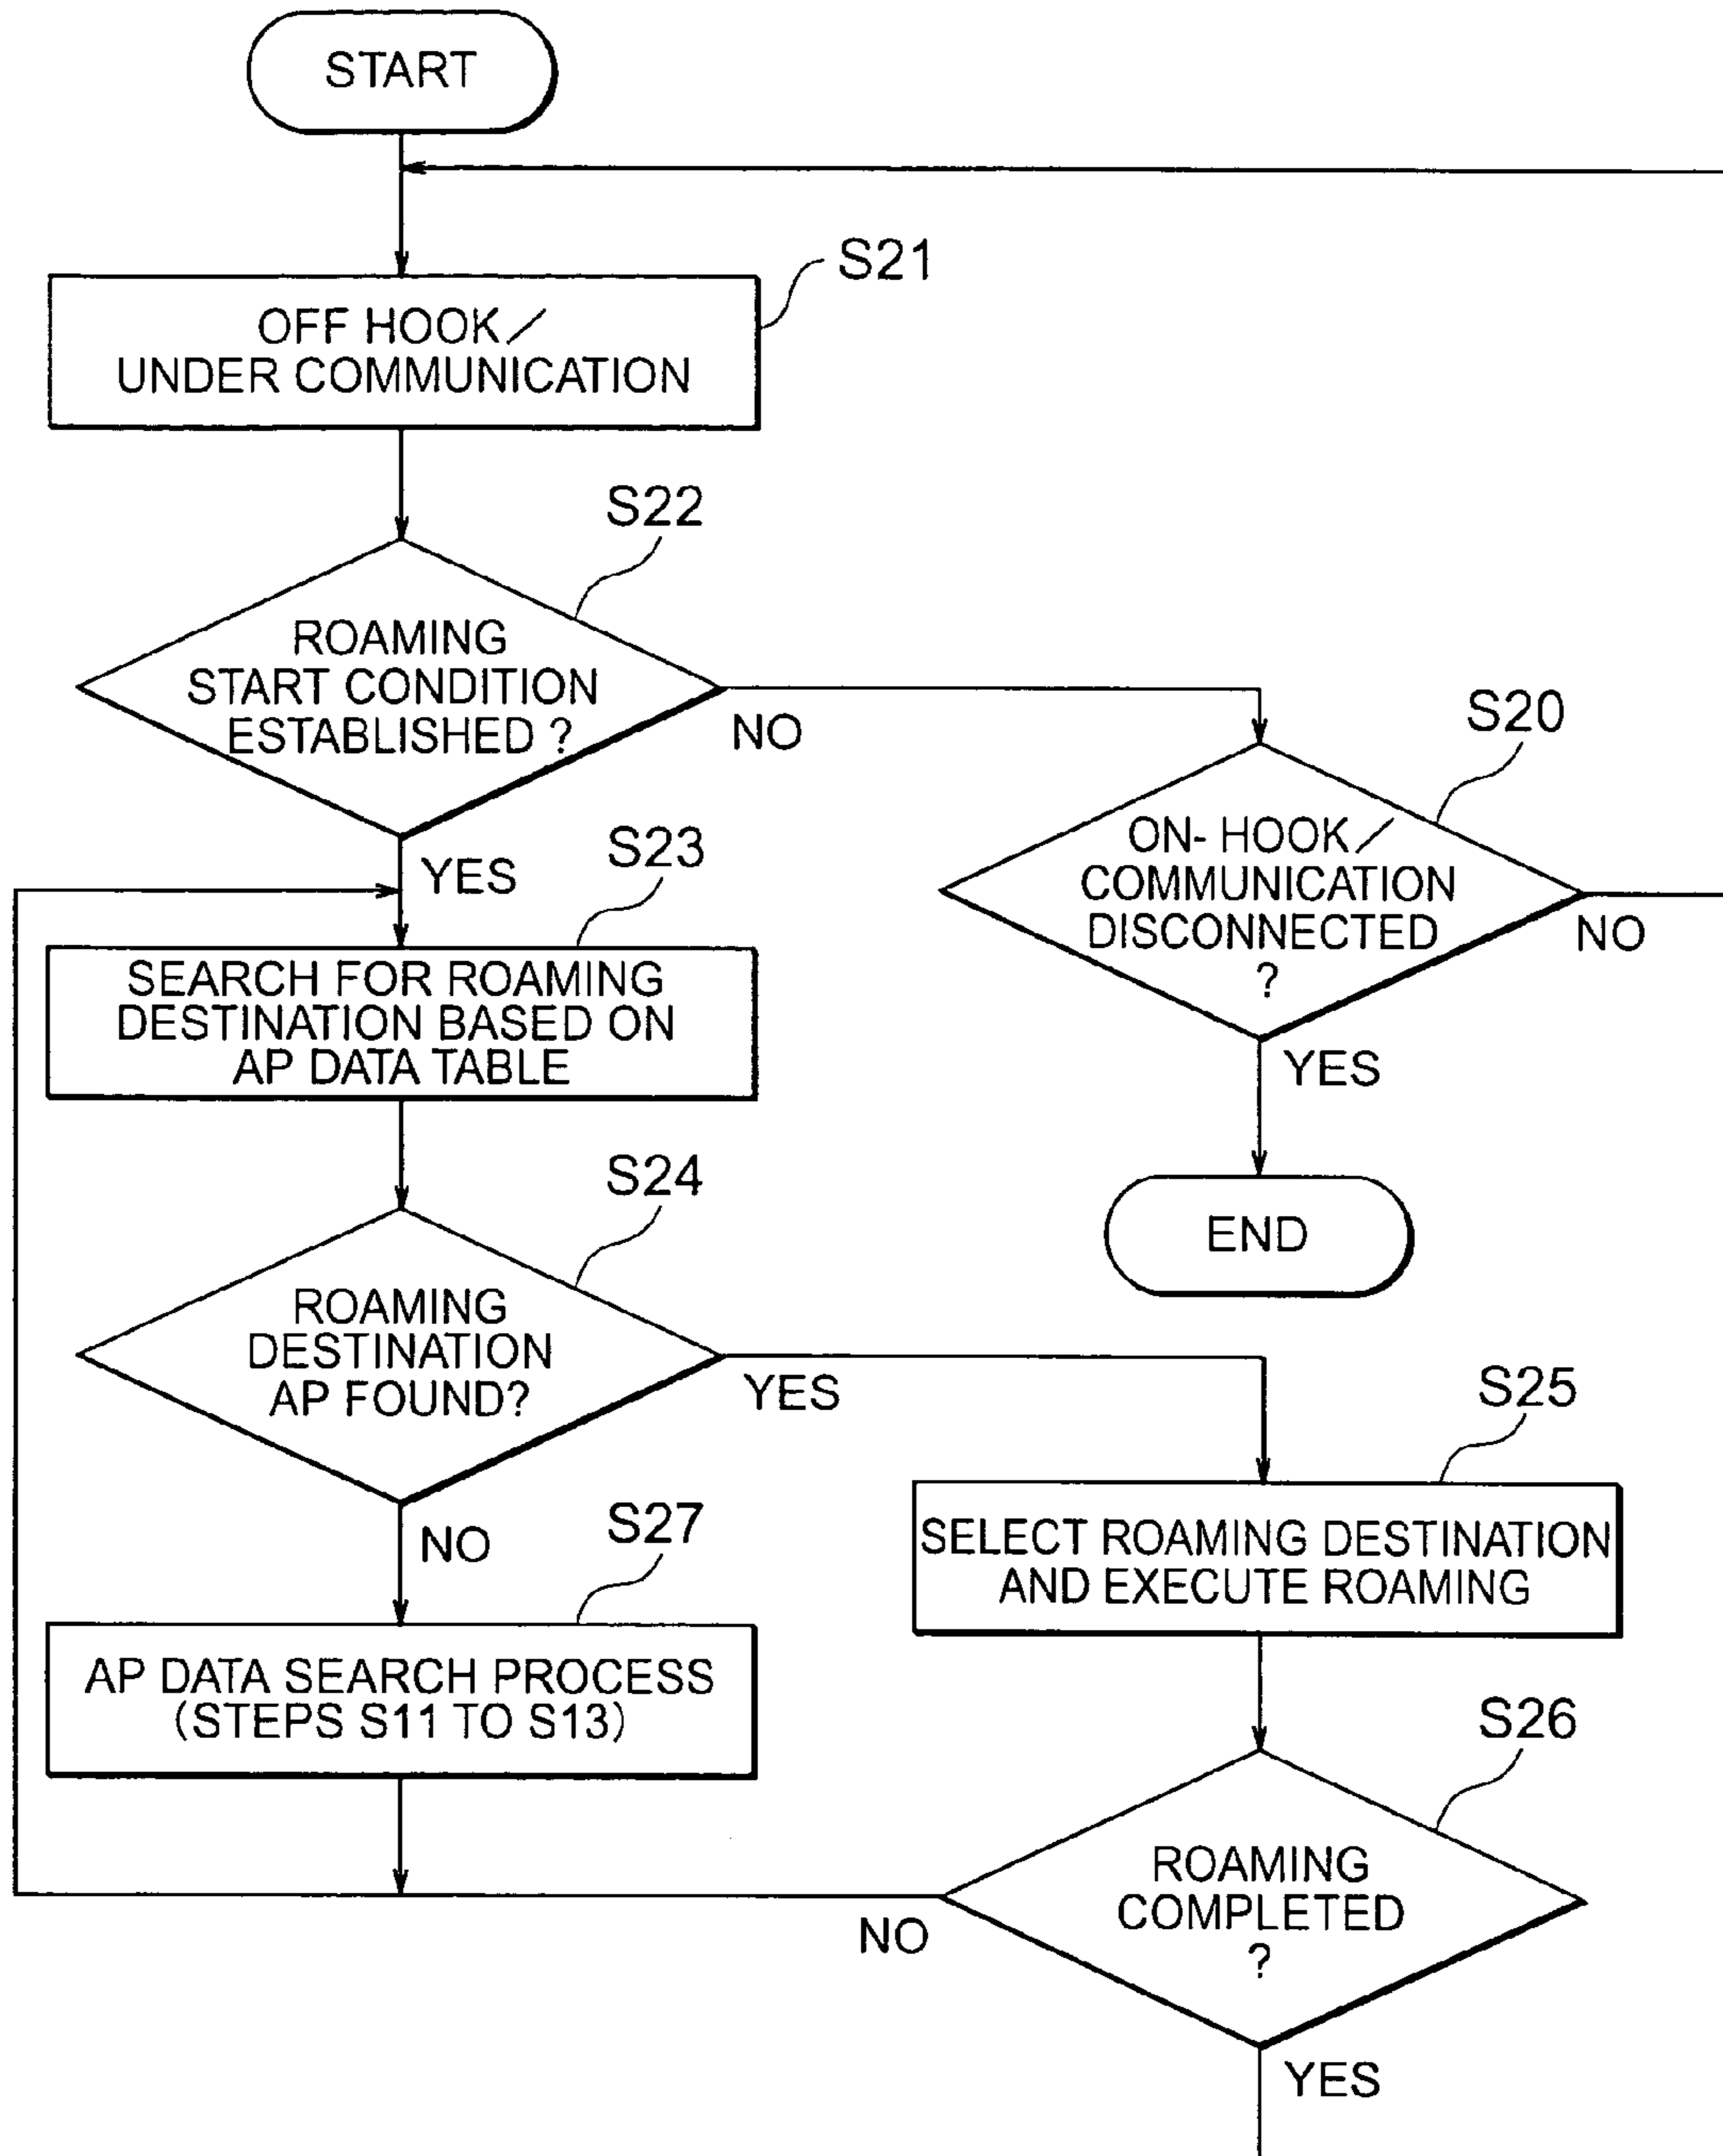 START
S21
OFF HOOK/
UNDER COMMUNICATION
S22
ROAMING
START CONDITION
ESTABLISHED ?
NO
YES
S20
ON- HOOK/
COMMUNICATION
DISCONNECTED
?
NO
YES
END
S23
SEARCH FOR ROAMING
DESTINATION BASED ON
AP DATA TABLE
S24
ROAMING
DESTINATION
AP FOUND?
YES
NO
S25
SELECT ROAMING DESTINATION
AND EXECUTE ROAMING
S27
AP DATA SEARCH PROCESS
(STEPS S11 TO S13)
S26
ROAMING
COMPLETED
?
NO
YES